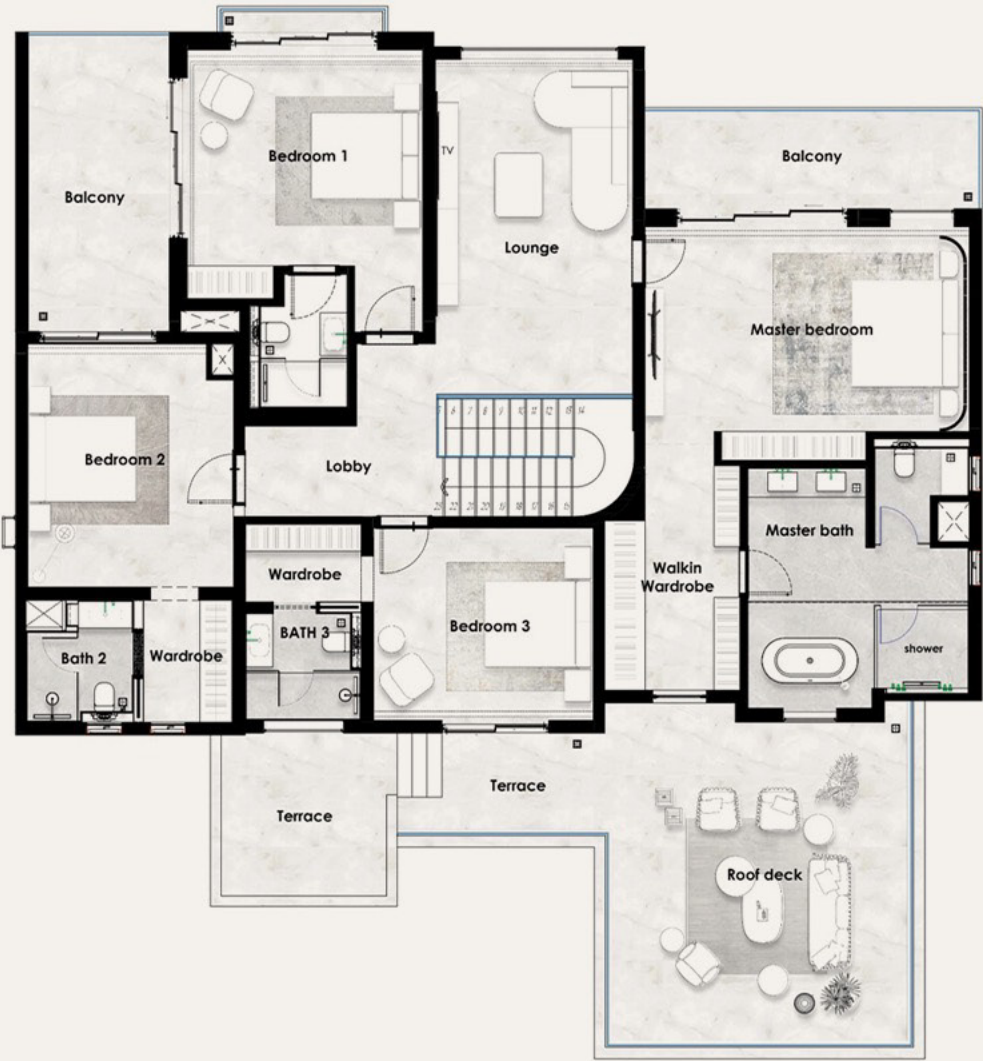 Bedroom 1
TV
Balcony
Balcony
Lounge
Master bedroom
Bedroom 2
Lobby
Master bath
Wardrobe
Walkin
Wardrobe
Bedroom 3
BATH 3
Bath 2
Wardrobe
shower
Terrace
Terrace
Roof deck